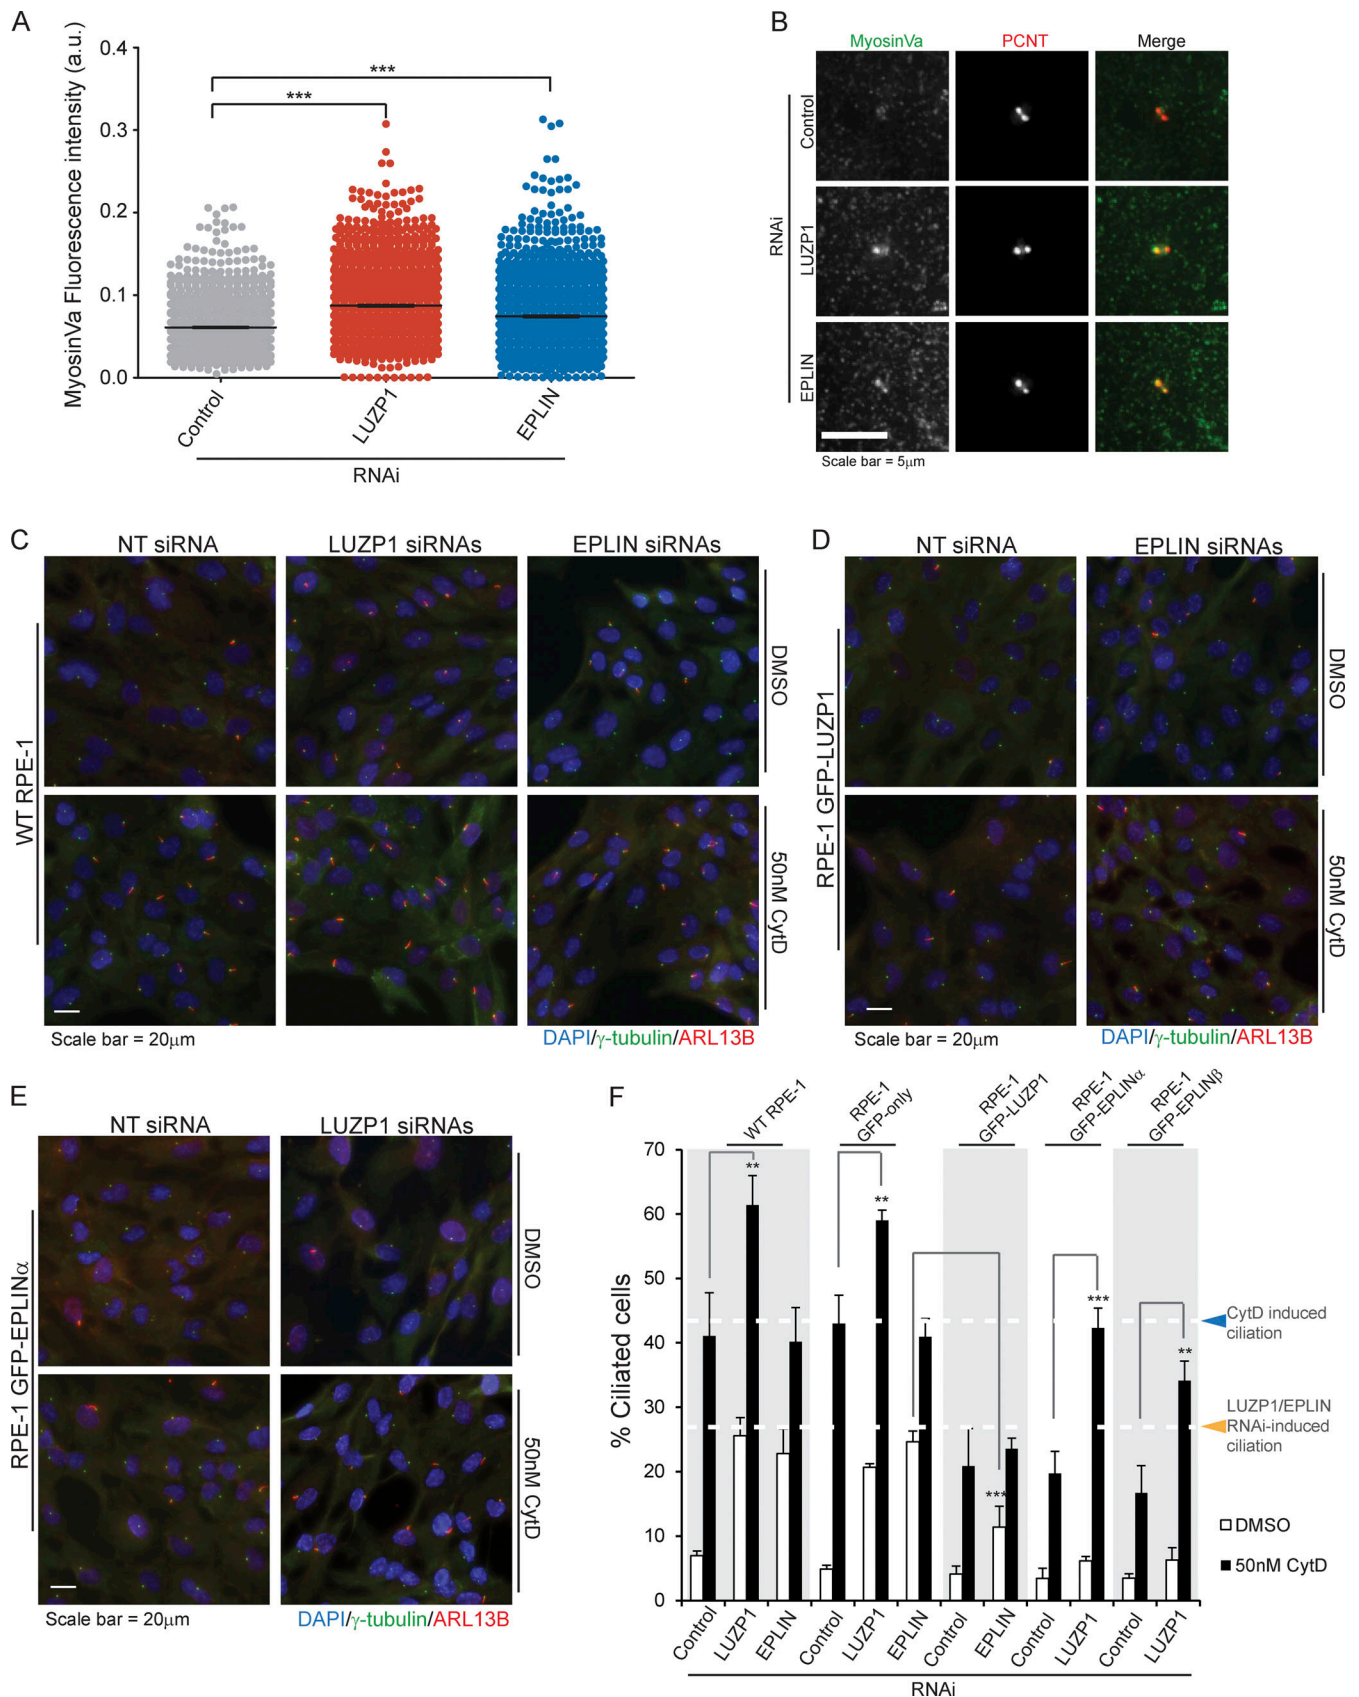 A
MyosinVa Fluorescence intensity (a.u.)
0.4
0.3
0.2
0.1
0.0
***
***
Control
LUZP1
EPLIN
RNAi
B
MyosinVa
PCNT
Merge
RNAi
Control
LUZP1
EPLIN
Scale bar = 5μm
C
NT siRNA
LUZP1 siRNAs
EPLIN siRNAs
WT RPE-1
DMSO
50nM CytD
Scale bar = 20μm
DAPI/γ-tubulin/ARL13B
D
NT siRNA
EPLIN siRNAs
RPE-1 GFP-LUZP1
DMSO
50nM CytD
Scale bar = 20μm
DAPI/γ-tubulin/ARL13B
E
NT siRNA
LUZP1 siRNAs
RPE-1 GFP-EPLINα
DMSO
50nM CytD
Scale bar = 20μm
DAPI/γ-tubulin/ARL13B
F
WT RPE-1
RPE-1
GFP-only
RPE-1
GFP-LUZP1
RPE-1
GFP-EPLINα
RPE-1
GFP-EPLINβ
% Ciliated cells
70
60
50
40
30
20
10
0
**
**
***
***
**
CytD induced
ciliation
LUZP1/EPLIN
RNAi-induced
ciliation
DMSO
50nM CytD
Control
LUZP1
EPLIN
Control
LUZP1
EPLIN
Control
EPLIN
Control
LUZP1
Control
LUZP1
RNAi